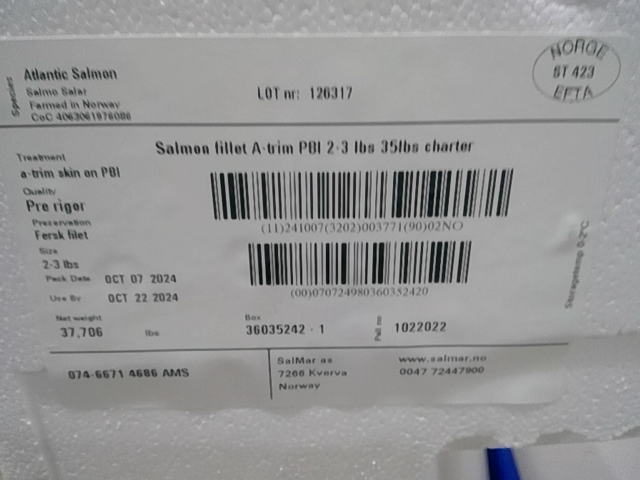 Species
Atlantic Salmon
Salmo Salar
Farmed in Norway
CoC 4063061976086
LOT nr: 126317
NORGE
ST 423
EFTA
Salmon fillet A-trim PBI 2-3 lbs 35lbs charter
Treatment
a-trim skin on PBI
Quality
Pre rigor
Preservation
Fersk filet
Size
2-3 lbs
Pack Date OCT 07 2024
Use By OCT 22 2024
(11)241007(3202)003771(90)02NO
(00)070724980360352420
Storagetemp 0-2°C
Net weight
37,706 lbs
Box
36035242 - 1
Pall no
1022022
074-6671 4686 AMS
SalMar as
7266 Kverva
Norway
www.salmar.no
0047 72447900